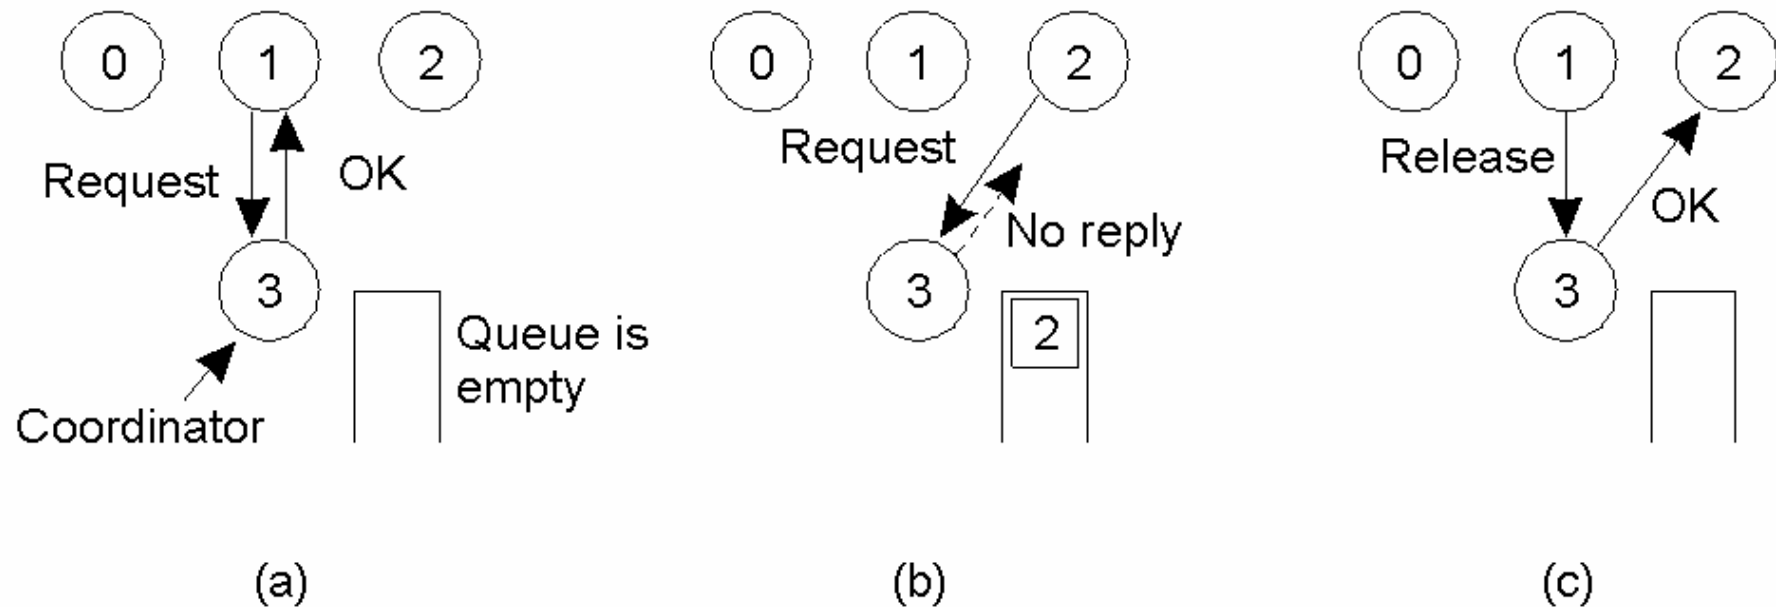 0 1 2 0 1 2 0 1 2
Request OK Request No reply Release OK
3 3 3
Queue is
empty
2
Coordinator
(a) (b) (c)